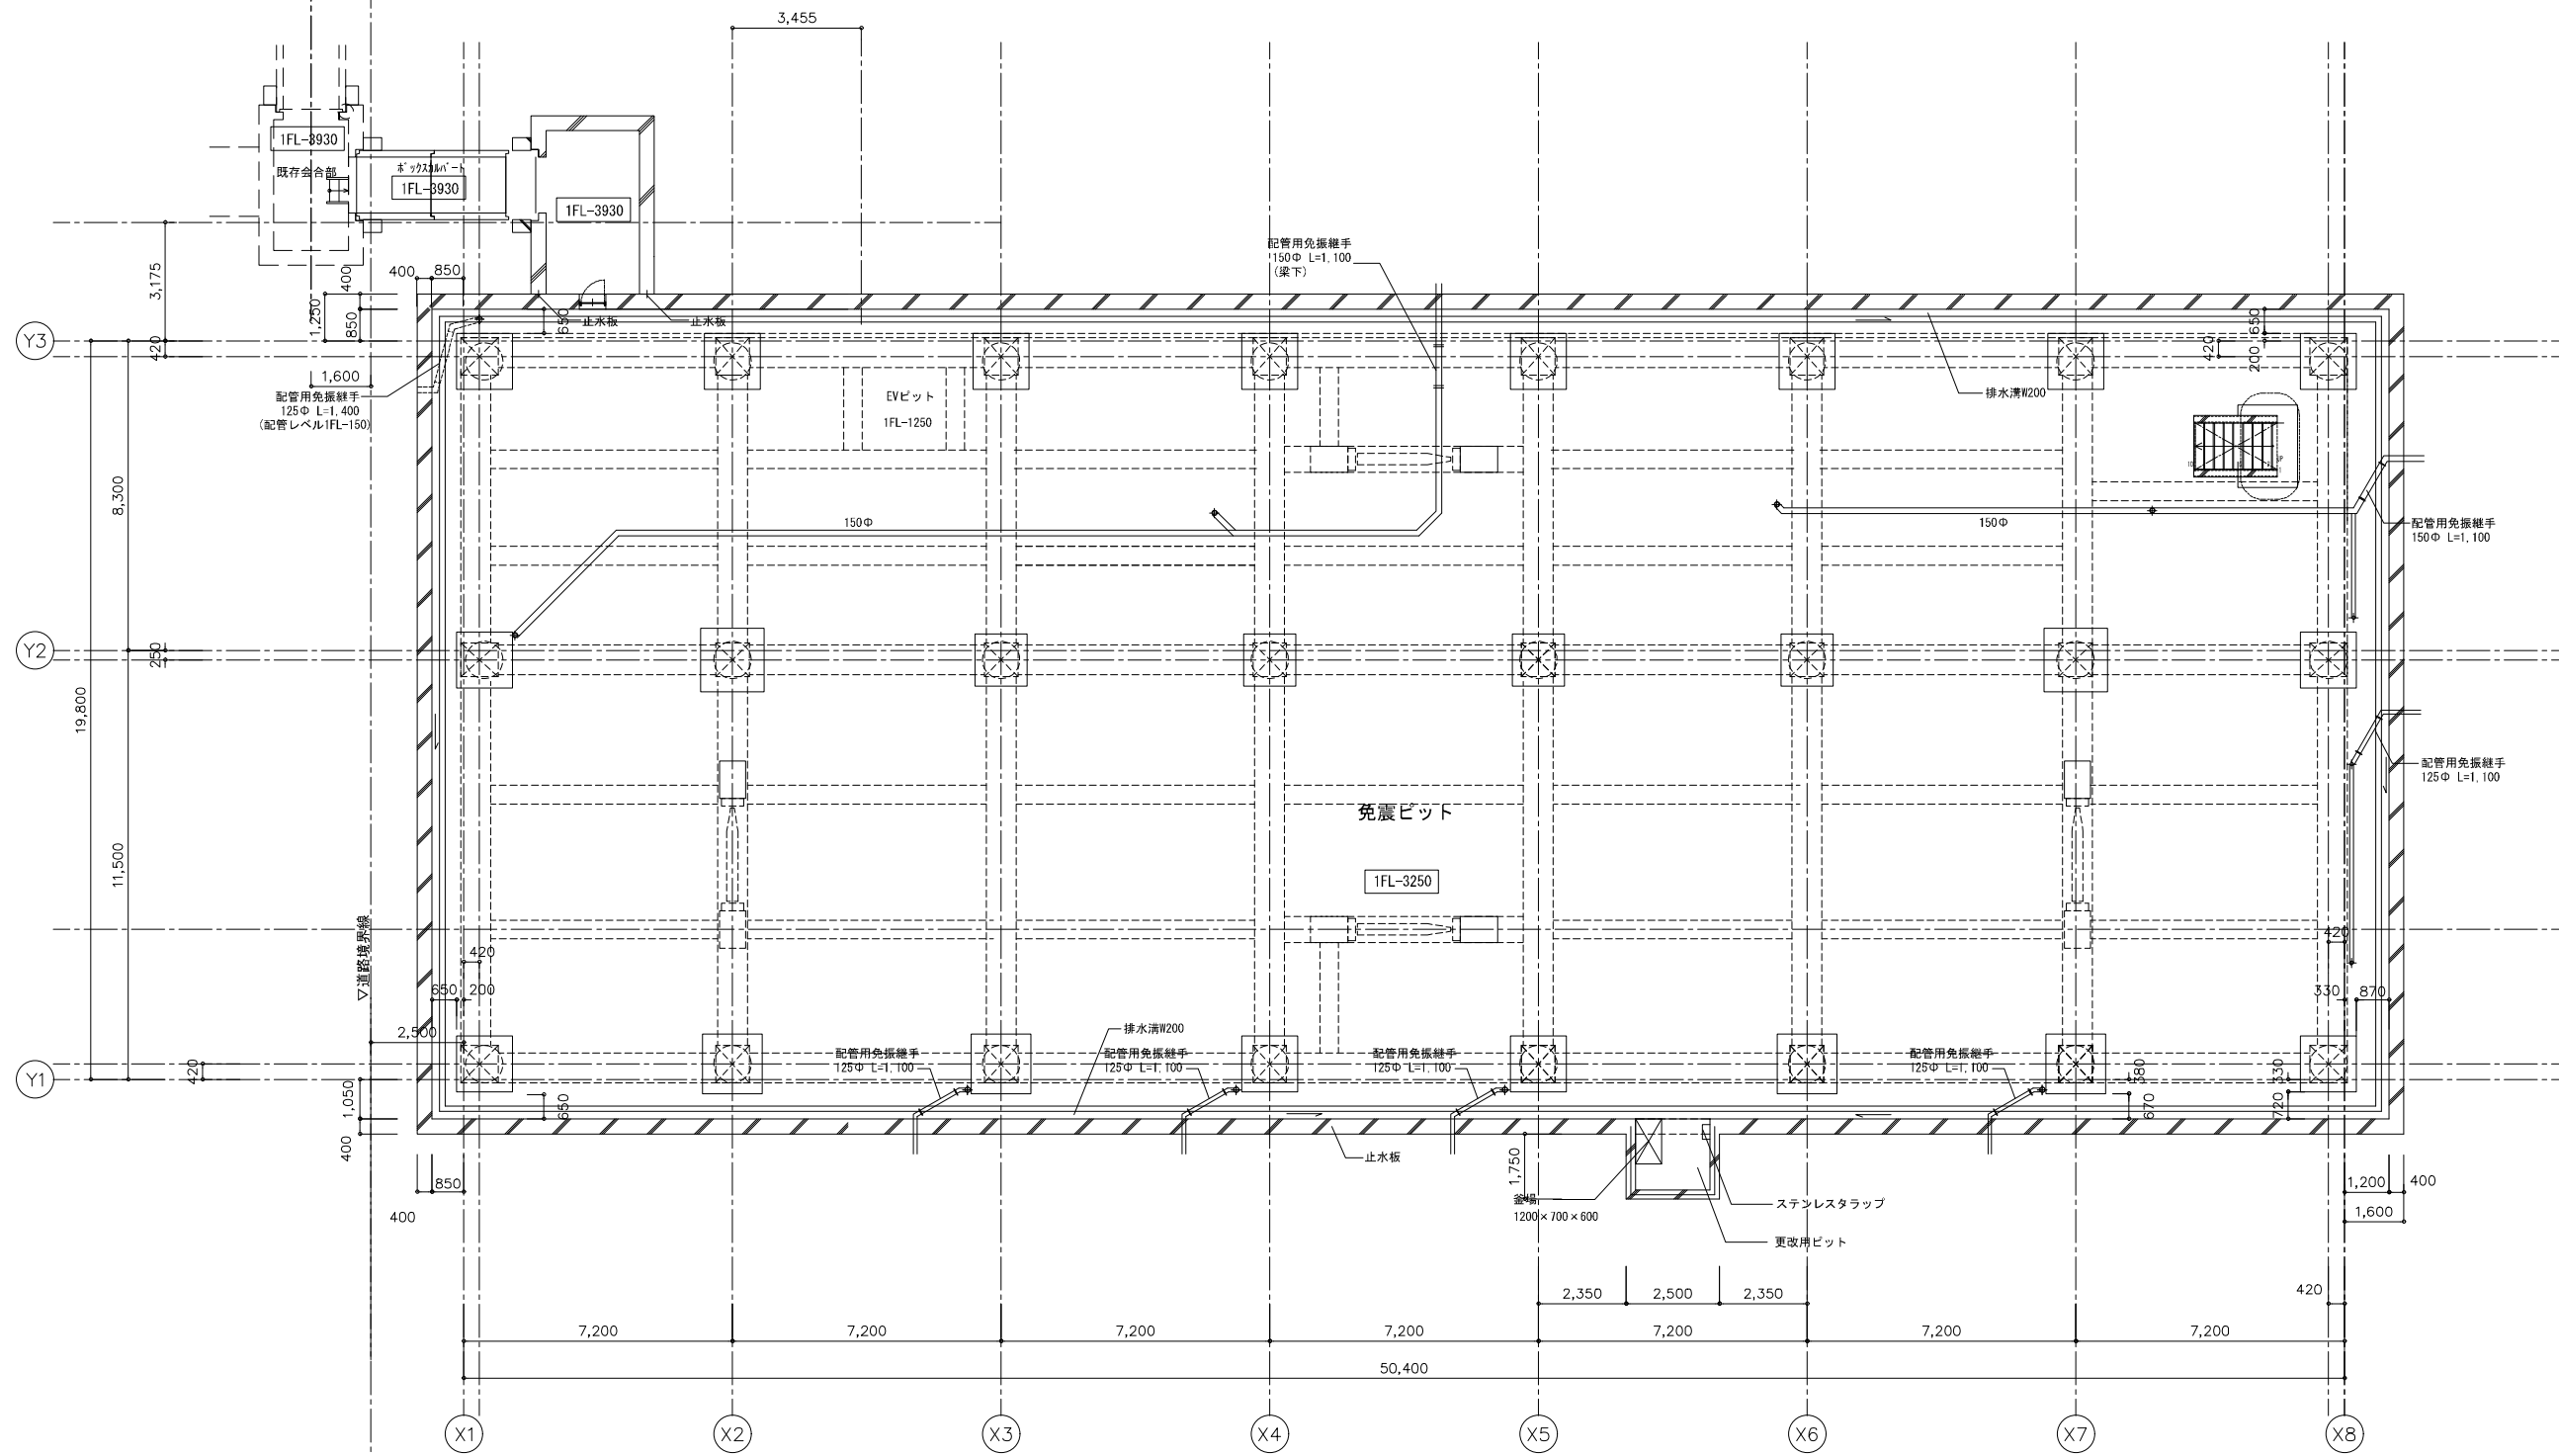 3,455
1FL-3930
既存会合部
ボックスカルバート
1FL-3930
1FL-3930
配管用免振継手
150Φ L=1,100
(梁下)
400
850
400
3,175
1,250
850
420
650
止水板
止水板
Y3
1,600
配管用免振継手
125Φ L=1,400
(配管レベル1FL-150)
EVピット
1FL-1250
650
420
200
排水溝W200
UP
8,300
150Φ
150Φ
配管用免振継手
150Φ L=1,100
Y2
250
19,800
配管用免振継手
125Φ L=1,100
免震ピット
11,500
1FL-3250
▽道路境界線
420
420
650
200
330
870
2,500
排水溝W200
配管用免振継手
125Φ L=1,100
配管用免振継手
125Φ L=1,100
配管用免振継手
125Φ L=1,100
配管用免振継手
125Φ L=1,100
Y1
420
1,050
400
650
380
670
330
720
止水板
1,750
850
400
釜場
1200×700×600
ステンレスタラップ
更改用ピット
1,200
400
1,600
2,350
2,500
2,350
420
7,200
7,200
7,200
7,200
7,200
7,200
7,200
50,400
X1
X2
X3
X4
X5
X6
X7
X8